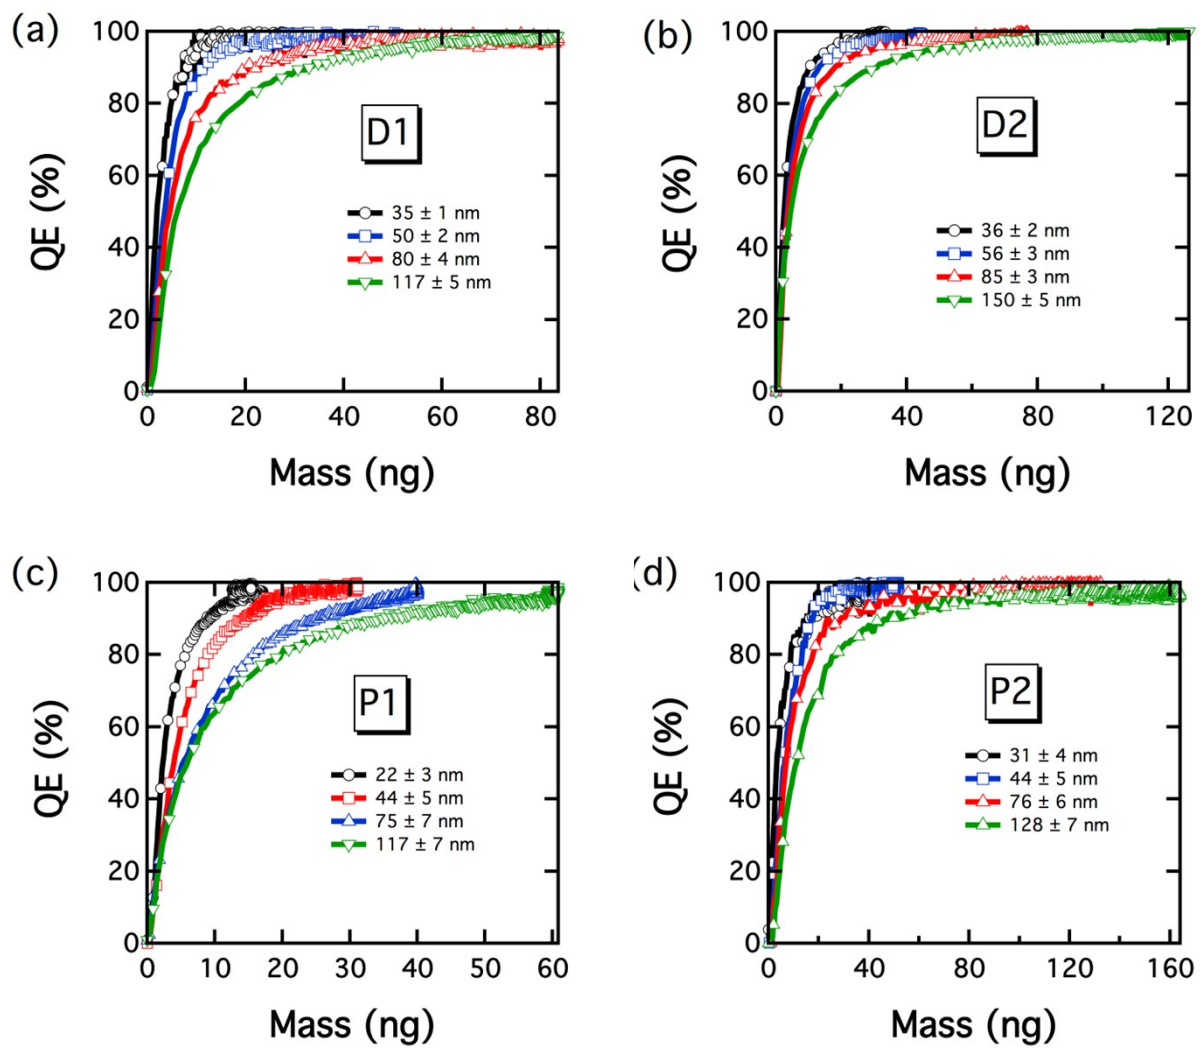 (a)
QE (%)
100
80
60
40
20
0
D1
35 ± 1 nm
50 ± 2 nm
80 ± 4 nm
117 ± 5 nm
0 20 40 60 80
Mass (ng)
(b)
QE (%)
100
80
60
40
20
0
D2
36 ± 2 nm
56 ± 3 nm
85 ± 3 nm
150 ± 5 nm
0 40 80 120
Mass (ng)
(c)
QE (%)
100
80
60
40
20
0
P1
22 ± 3 nm
44 ± 5 nm
75 ± 7 nm
117 ± 7 nm
0 10 20 30 40 50 60
Mass (ng)
(d)
QE (%)
100
80
60
40
20
0
P2
31 ± 4 nm
44 ± 5 nm
76 ± 6 nm
128 ± 7 nm
0 40 80 120 160
Mass (ng)